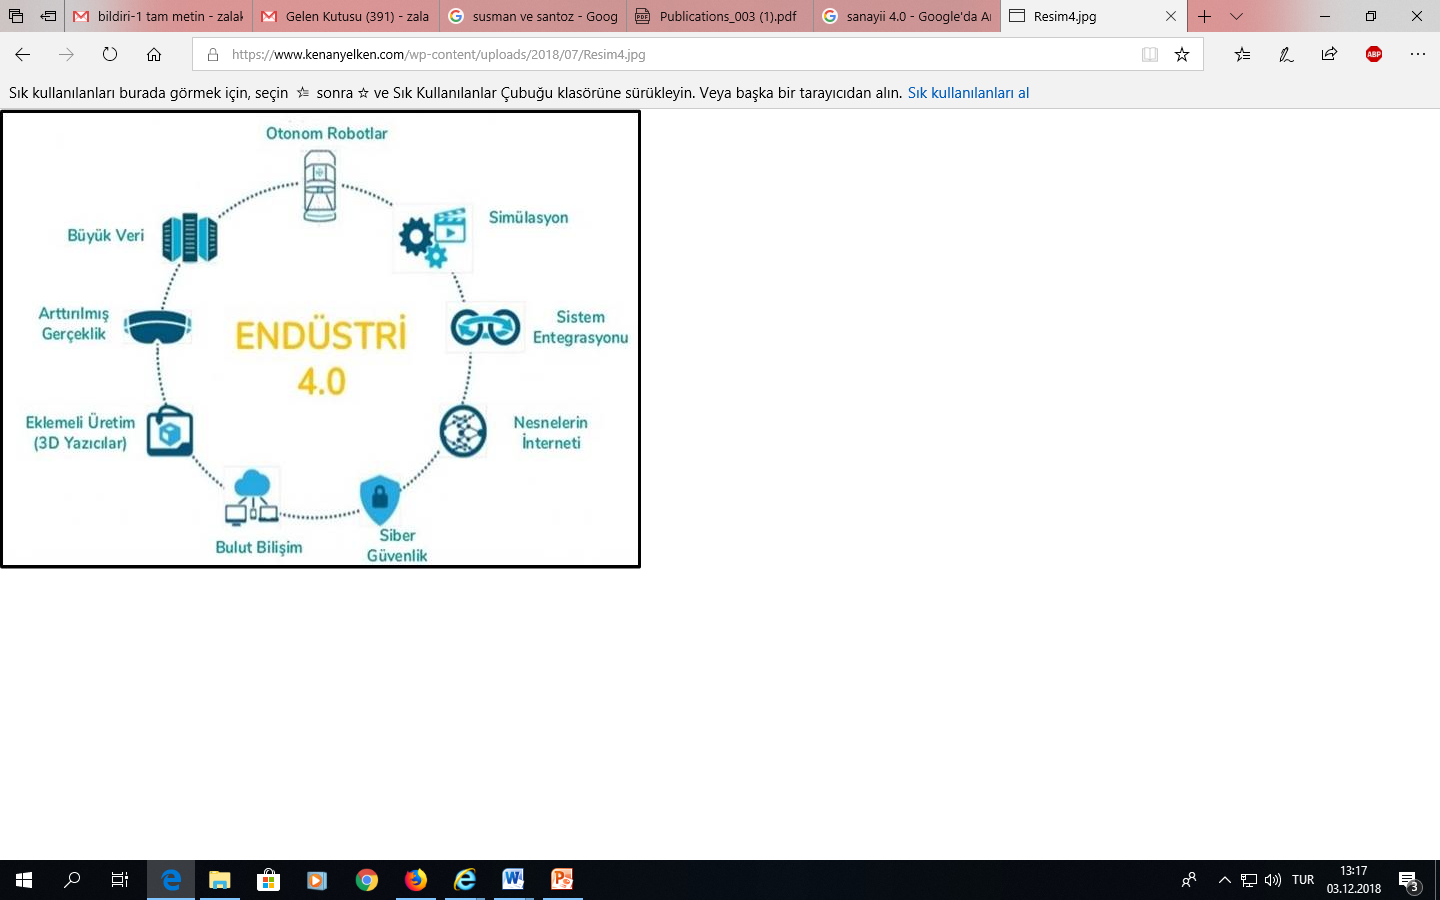 bildiri-1 tam metin - zalak
Gelen Kutusu (391) - zala
susman ve santoz - Goog
Publications_003 (1).pdf
sanayii 4.0 - Google'da Ar
Resim4.jpg
https://www.kenanyelken.com/wp-content/uploads/2018/07/Resim4.jpg
ABP
Sık kullanılanları burada görmek için, seçin sonra ve Sık Kullanılanlar Çubuğu klasörüne sürükleyin. Veya başka bir tarayıcıdan alın. Sık kullanılanları al
Otonom Robotlar
Simülasyon
Büyük Veri
Arttırılmış
Gerçeklik
ENDÜSTRİ
4.0
Sistem
Entegrasyonu
Eklemeli Üretim
(3D Yazıcılar)
Nesnelerin
İnterneti
Bulut Bilişim
Siber
Güvenlik
TUR
13:17
03.12.2018
3